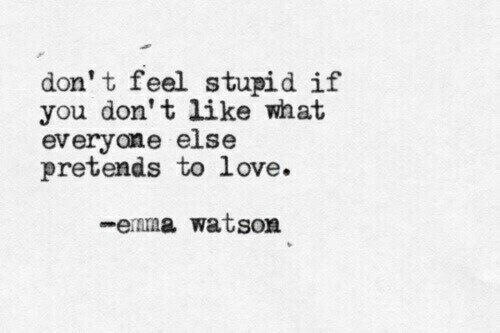 don't feel stupid if
you don't like what
everyone else
pretends to love.
--emma watson